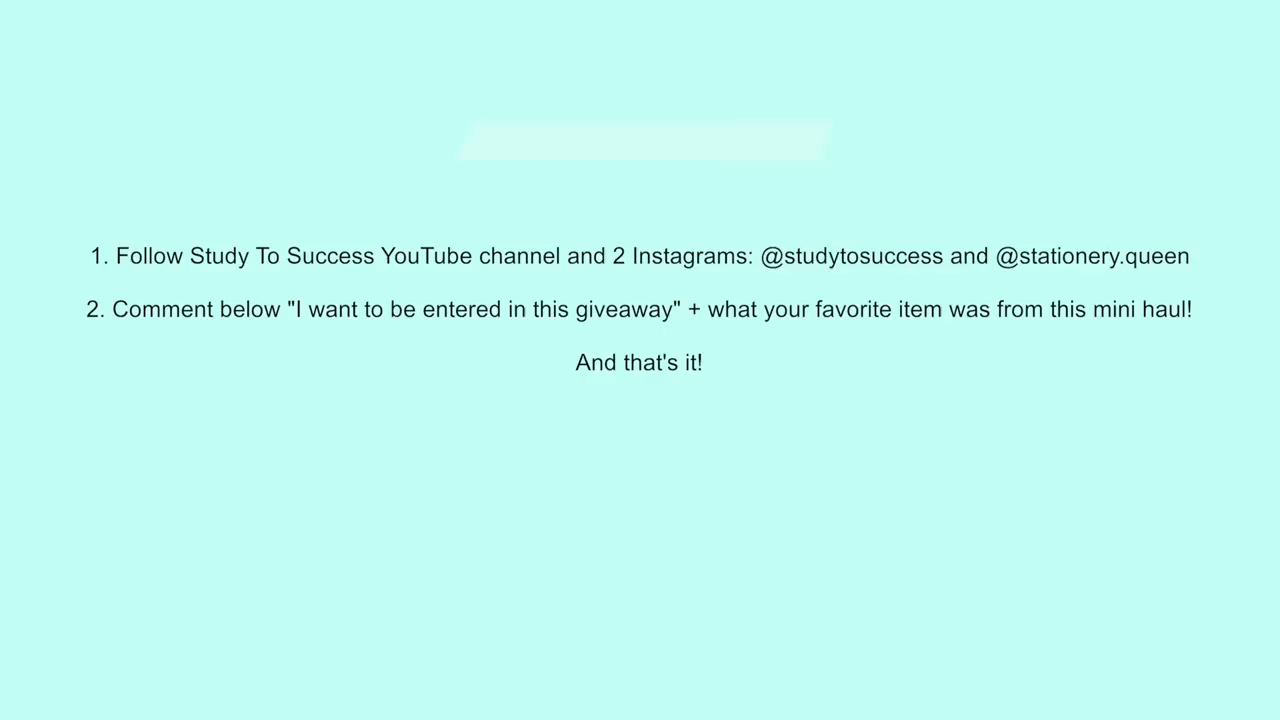 1. Follow Study To Success YouTube channel and 2 Instagrams: @studytosuccess and @stationery.queen
2. Comment below "I want to be entered in this giveaway" + what your favorite item was from this mini haul!
And that's it!